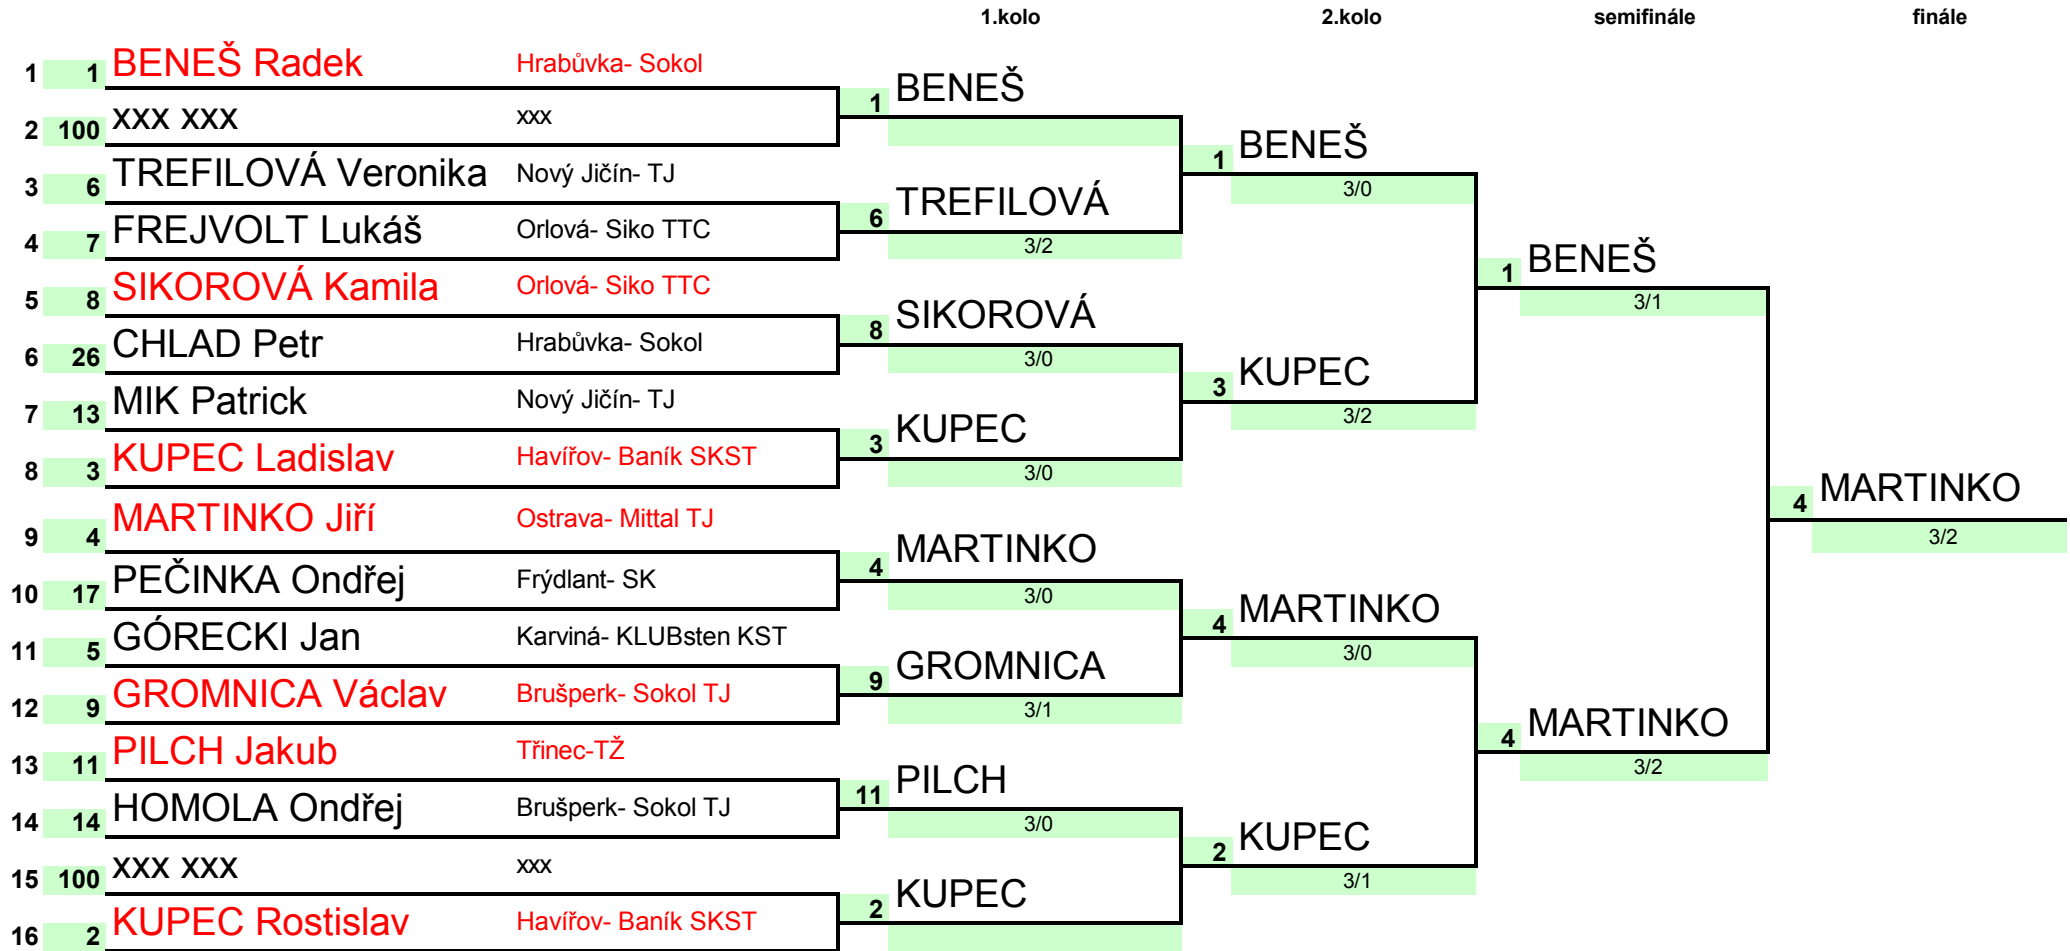 1.kolo 2.kolo semifinále finále
1 1 BENEŠ Radek Hrabůvka- Sokol
1 BENEŠ
2 100 xxx xxx xxx
1 BENEŠ
3/0
3 6 TREFILOVÁ Veronika Nový Jičín- TJ
6 TREFILOVÁ
3/2
4 7 FREJVOLT Lukáš Orlová- Siko TTC
1 BENEŠ
3/1
5 8 SIKOROVÁ Kamila Orlová- Siko TTC
8 SIKOROVÁ
3/0
6 26 CHLAD Petr Hrabůvka- Sokol
3 KUPEC
3/2
7 13 MIK Patrick Nový Jičín- TJ
3 KUPEC
3/0
8 3 KUPEC Ladislav Havířov- Baník SKST
4 MARTINKO
3/2
9 4 MARTINKO Jiří Ostrava- Mittal TJ
4 MARTINKO
3/0
10 17 PEČINKA Ondřej Frýdlant- SK
4 MARTINKO
3/0
11 5 GÓRECKI Jan Karviná- KLUBsten KST
9 GROMNICA
3/1
12 9 GROMNICA Václav Brušperk- Sokol TJ
4 MARTINKO
3/2
13 11 PILCH Jakub Třinec-TŽ
11 PILCH
3/0
14 14 HOMOLA Ondřej Brušperk- Sokol TJ
2 KUPEC
3/1
15 100 xxx xxx xxx
2 KUPEC
16 2 KUPEC Rostislav Havířov- Baník SKST